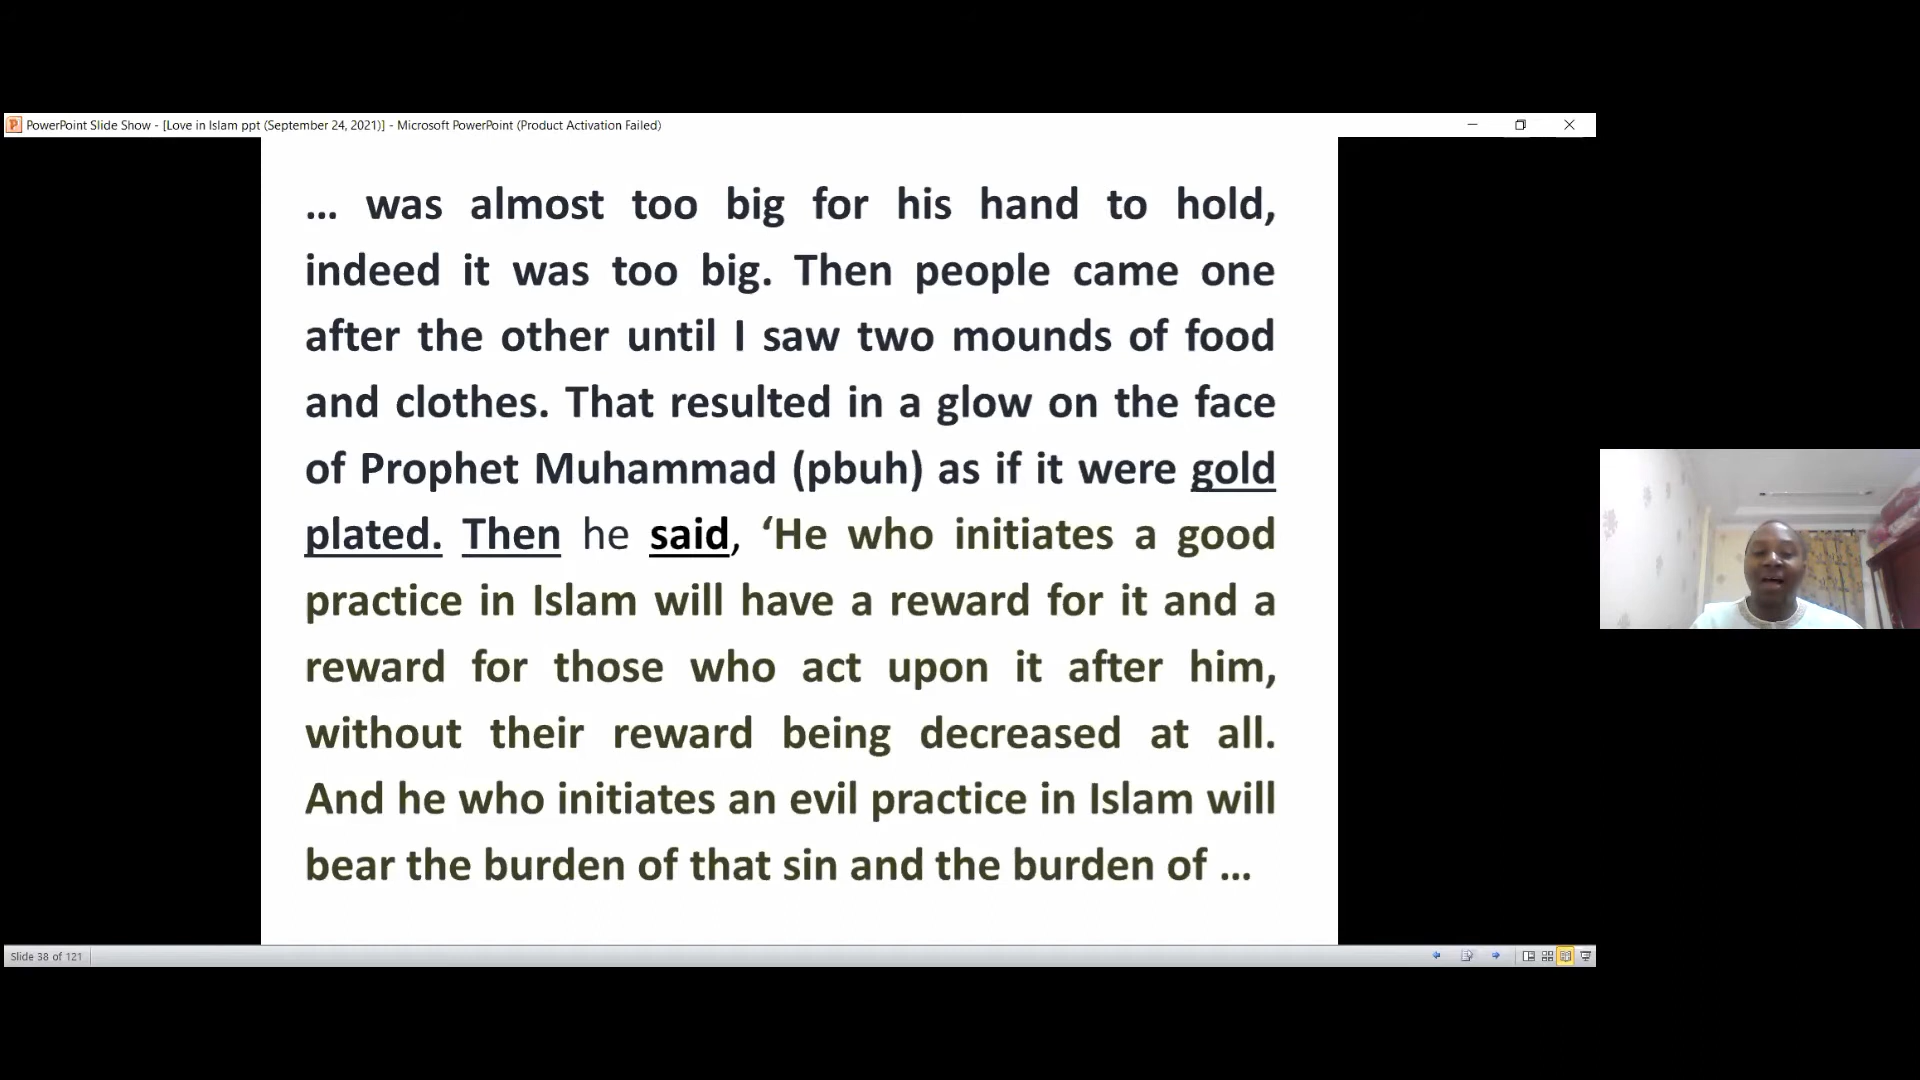 PowerPoint Slide Show - [Love in Islam ppt (September 24, 2021)] - Microsoft PowerPoint (Product Activation Failed)
... was almost too big for his hand to hold,
indeed it was too big. Then people came one
after the other until I saw two mounds of food
and clothes. That resulted in a glow on the face
of Prophet Muhammad (pbuh) as if it were gold
plated. Then he said, ‘He who initiates a good
practice in Islam will have a reward for it and a
reward for those who act upon it after him,
without their reward being decreased at all.
And he who initiates an evil practice in Islam will
bear the burden of that sin and the burden of ...
Slide 38 of 121